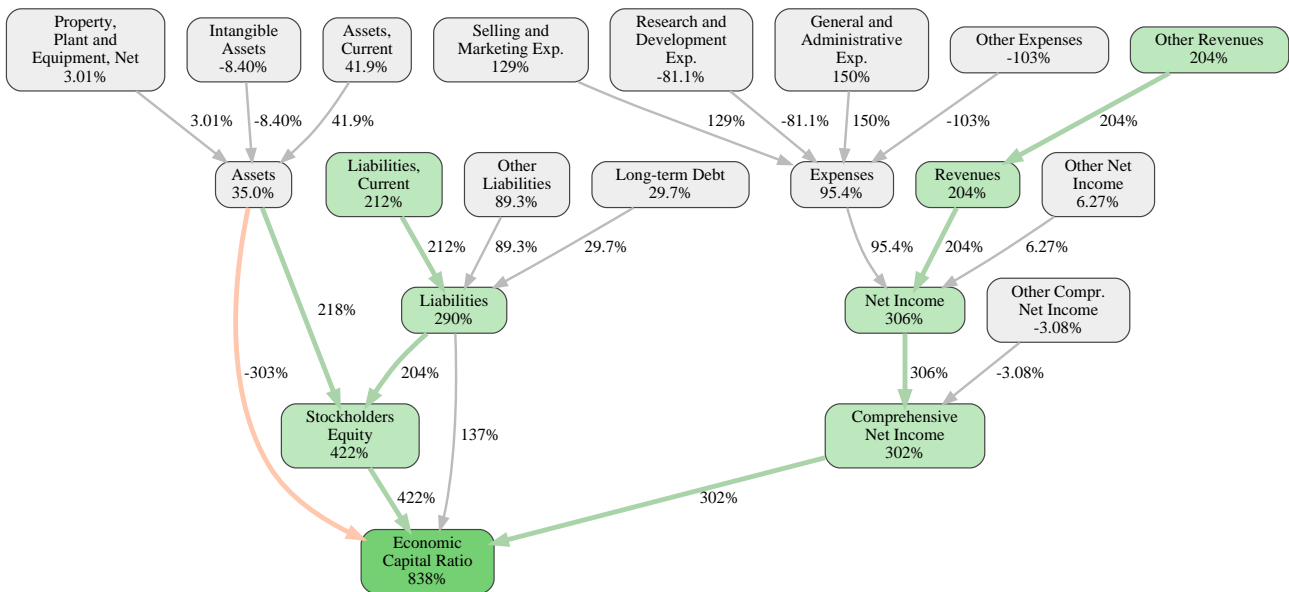 Property,
Plant and
Equipment, Net
3.01%
Intangible
Assets
-8.40%
Assets,
Current
41.9%
Selling and
Marketing Exp.
129%
Research and
Development
Exp.
-81.1%
General and
Administrative
Exp.
150%
Other Expenses
-103%
Other Revenues
204%
3.01%
-8.40%
41.9%
129%
-81.1%
150%
-103%
204%
Assets
35.0%
Liabilities,
Current
212%
Other
Liabilities
89.3%
Long-term Debt
29.7%
Expenses
95.4%
Revenues
204%
Other Net
Income
6.27%
212%
89.3%
29.7%
95.4%
204%
6.27%
218%
Liabilities
290%
Net Income
306%
Other Compr.
Net Income
-3.08%
-303%
204%
306%
-3.08%
Stockholders
Equity
422%
137%
Comprehensive
Net Income
302%
422%
302%
Economic
Capital Ratio
838%